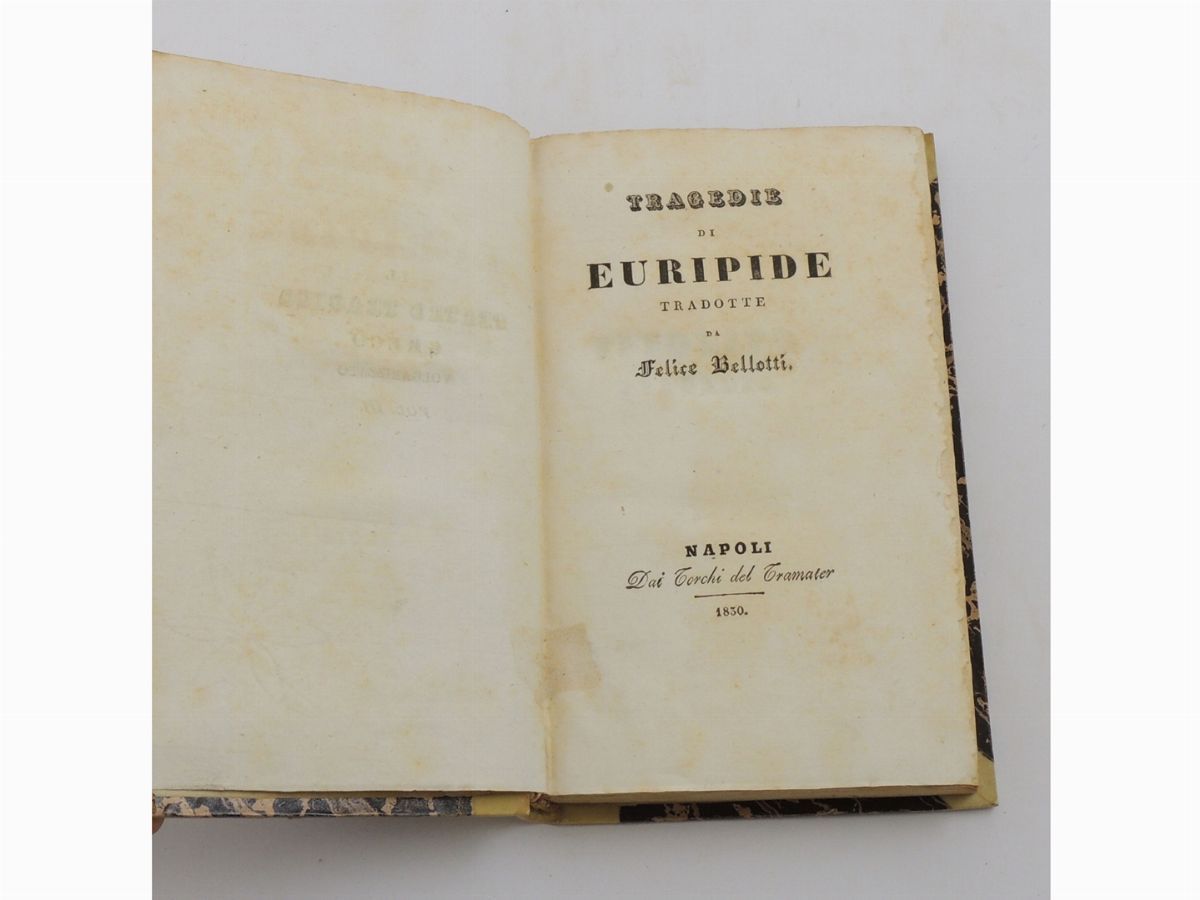 TRAGEDIE
DI
EURIPIDE
TRADOTTE
DA
Felice Bellotti.
NAPOLI
Dai Torchi del Tramater
1830.